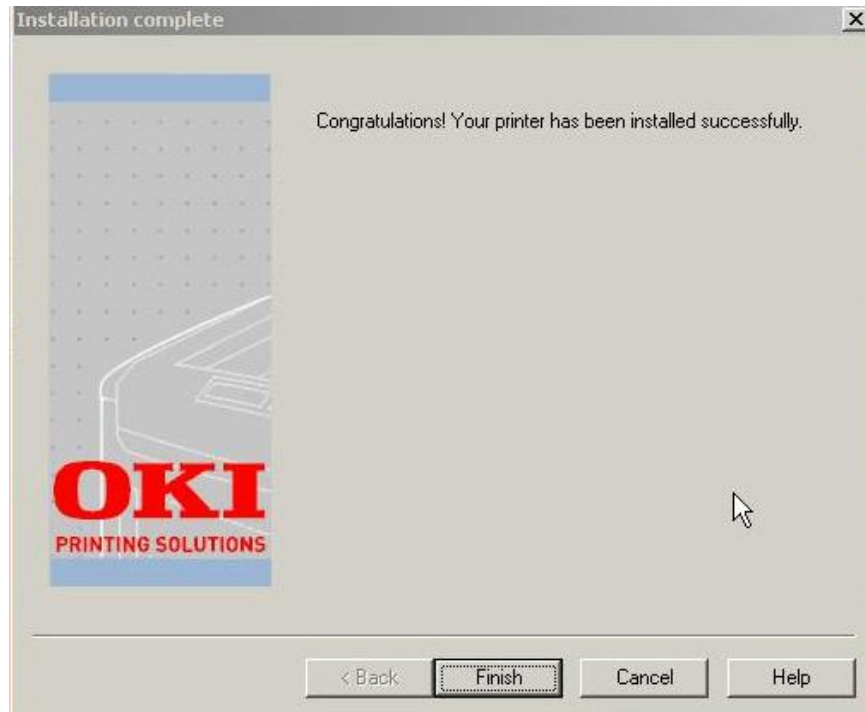 Installation complete
Congratulations! Your printer has been installed successfully.
OKI
PRINTING SOLUTIONS
< Back
Finish
Cancel
Help